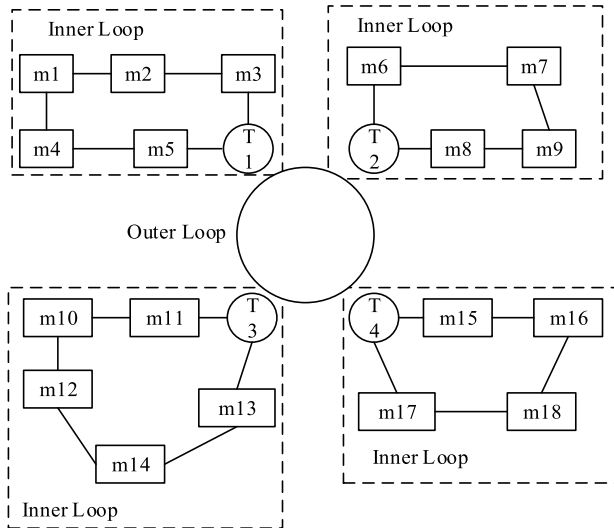 Inner Loop
m1 m2 m3
m4 m5 T
1
Inner Loop
m6 m7
T
2 m8 m9
Outer Loop
m10 m11 T
3
m12 m13
m14
Inner Loop
T
4 m15 m16
m17 m18
Inner Loop